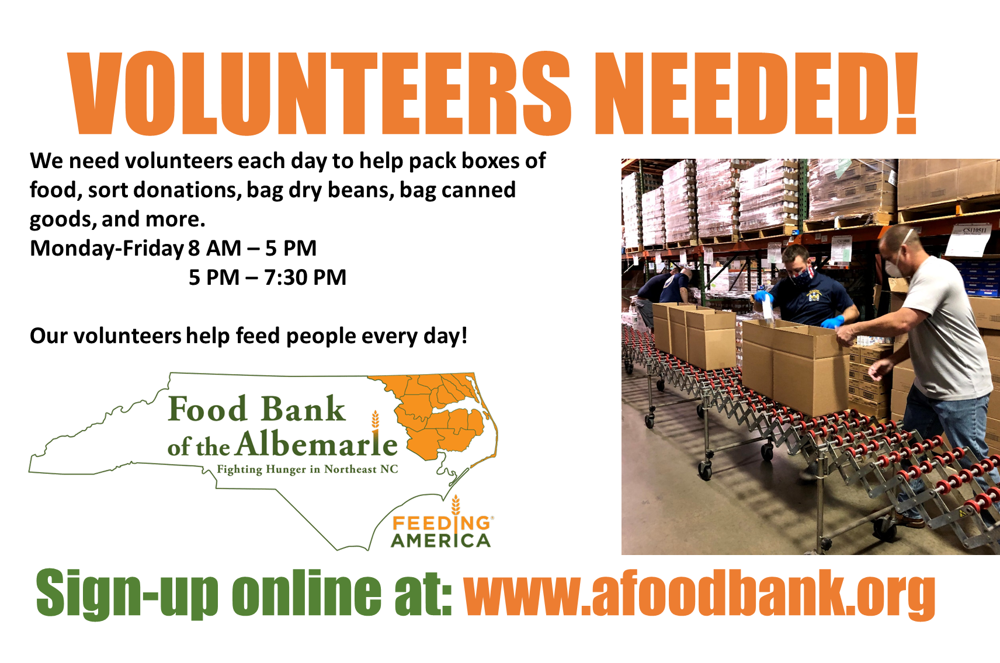 VOLUNTEERS NEEDED!
We need volunteers each day to help pack boxes of
food, sort donations, bag dry beans, bag canned
goods, and more.
Monday-Friday 8 AM – 5 PM
5 PM – 7:30 PM
Our volunteers help feed people every day!
Food Bank
of the Albemarle
Fighting Hunger in Northeast NC
FEEDING®
AMERICA
CS110511
Sign-up online at: www.afoodbank.org